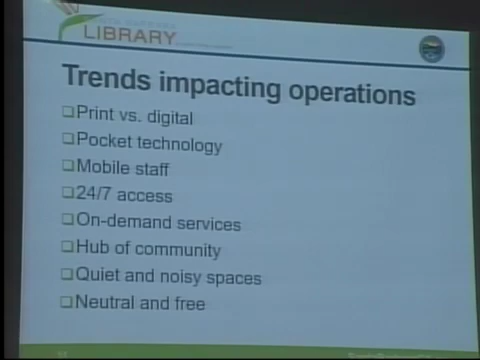 LIBRARY
Trends impacting operations
Print vs. digital
Pocket technology
Mobile staff
24/7 access
On-demand services
Hub of community
Quiet and noisy spaces
Neutral and free